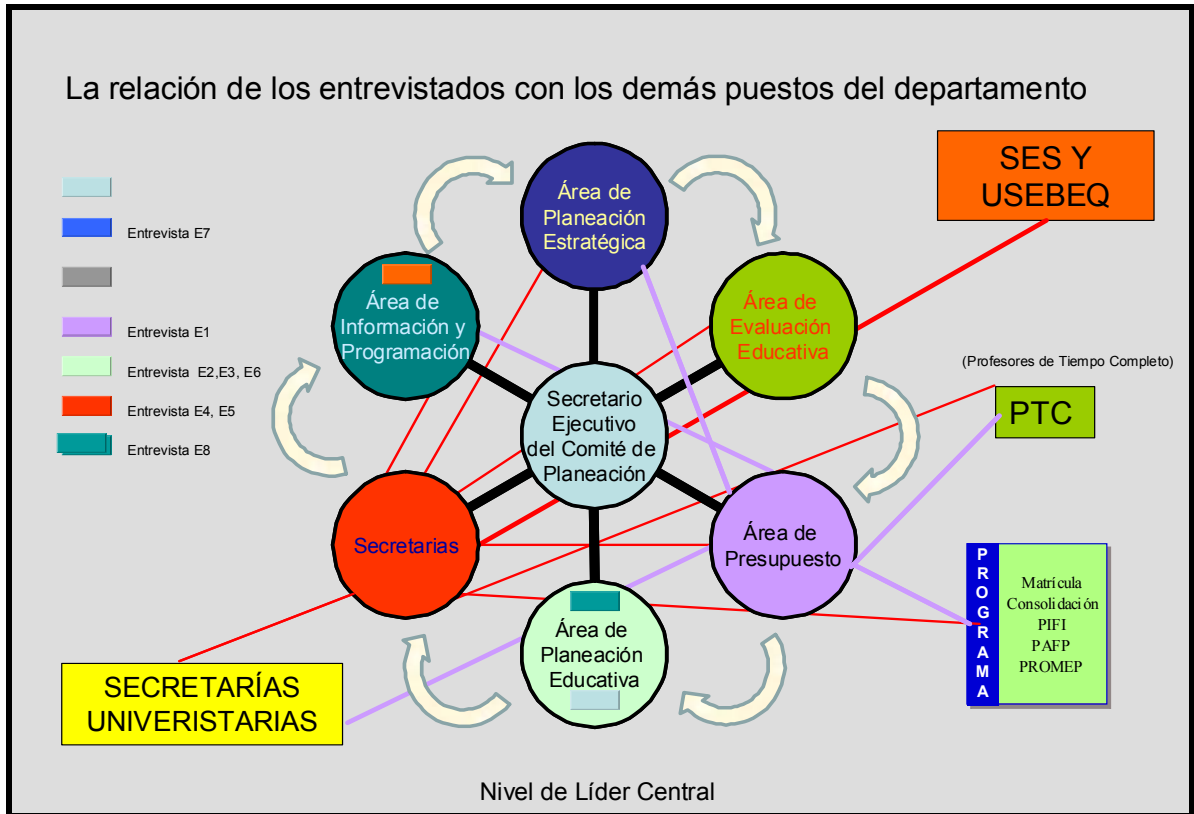 La relación de los entrevistados con los demás puestos del departamento
Entrevista E7
Entrevista E1
Entrevista E2,E3, E6
Entrevista E4, E5
Entrevista E8
Área de
Planeación
Estratégica
Área de
Información y
Programación
Área de
Evaluación
Educativa
Secretario
Ejecutivo
del Comité de
Planeación
Secretarias
Área de
Presupuesto
Área de
Planeación
Educativa
SES Y
USEBEQ
(Profesores de Tiempo Completo)
PTC
PROGRAMA
Matrícula
Consolidación
PIFI
PAFP
PROMEP
SECRETARÍAS
UNIVERISTARIAS
Nivel de Líder Central